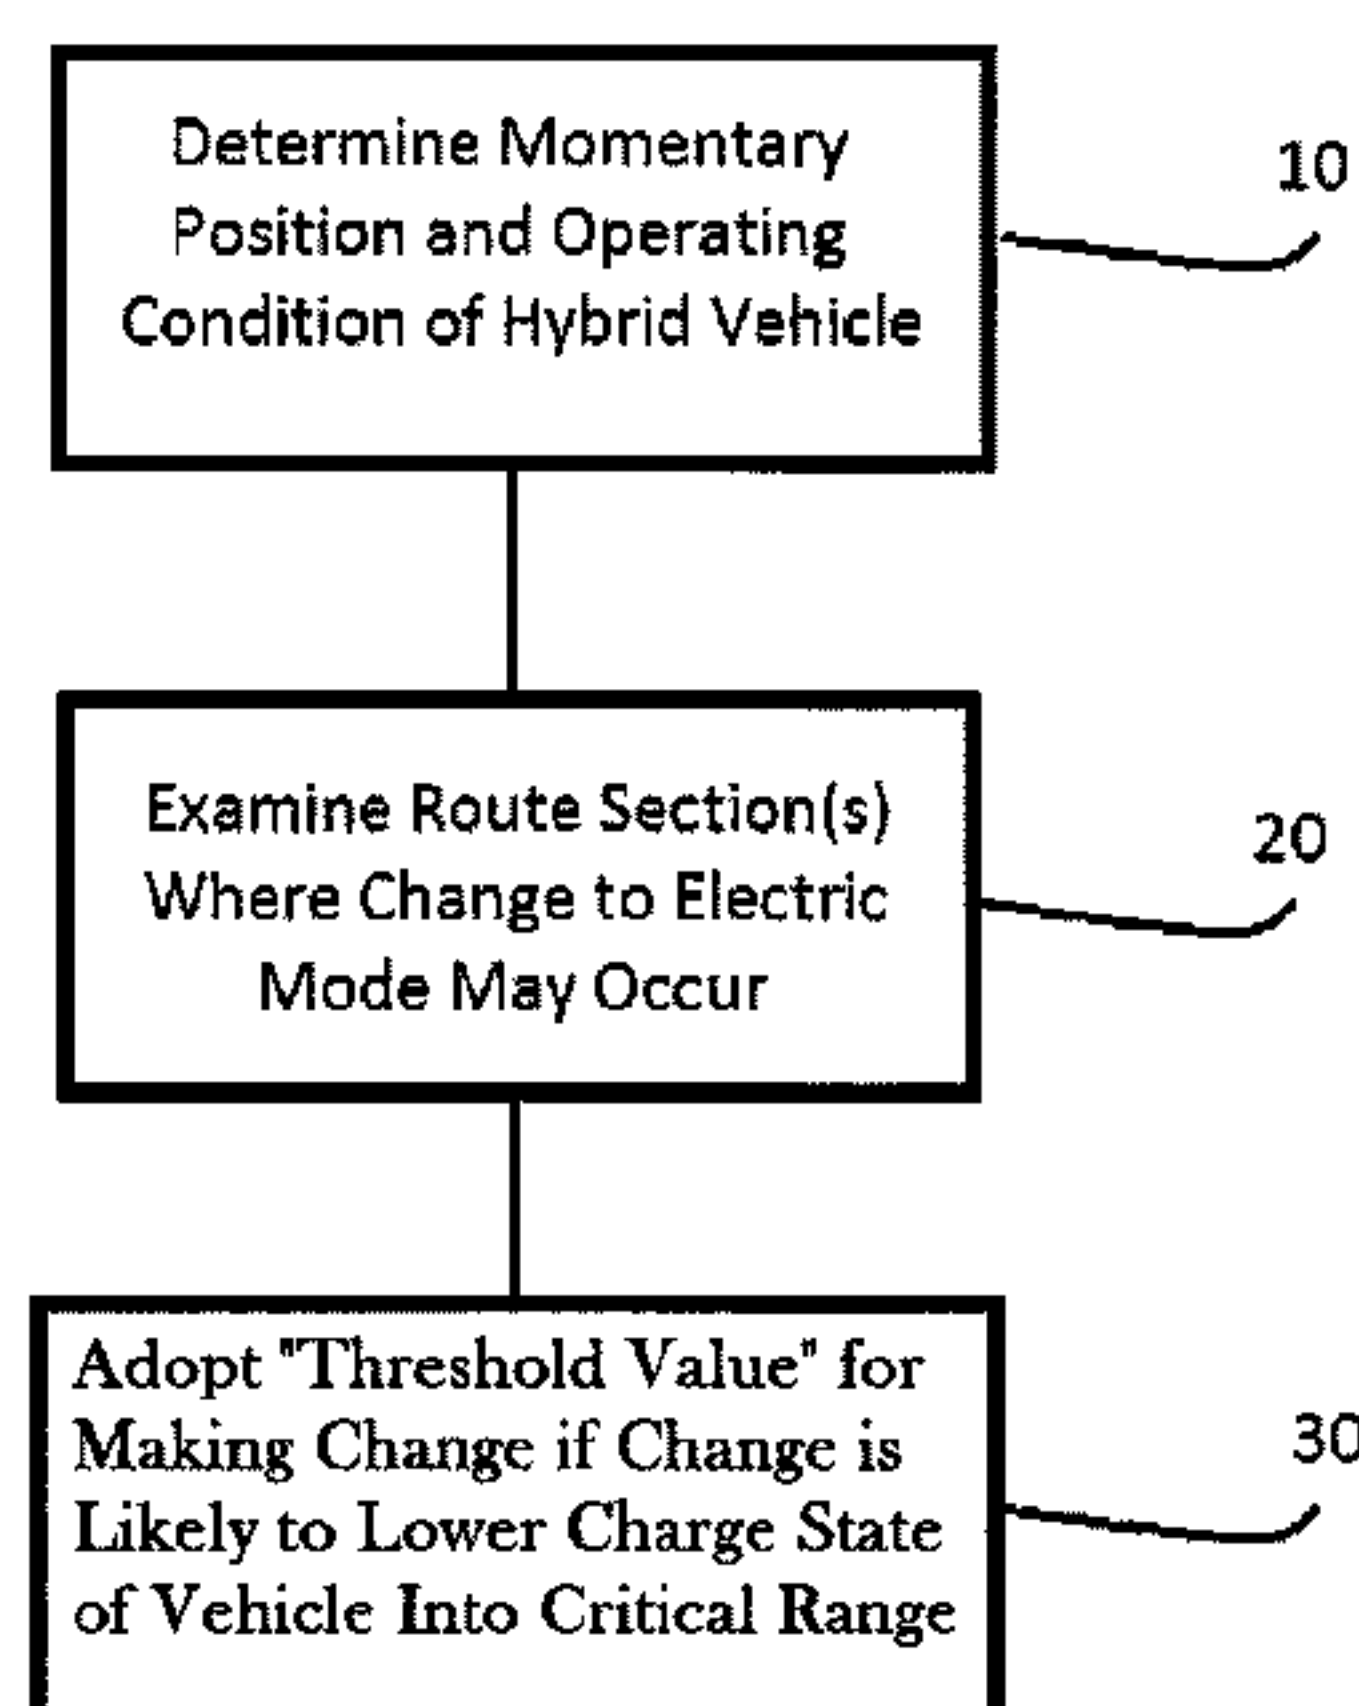 Determine Momentary
Position and Operating
Condition of Hybrid Vehicle
10
Examine Route Section(s)
Where Change to Electric
Mode May Occur
20
Adopt "Threshold Value" for
Making Change if Change is
Likely to Lower Charge State
of Vehicle Into Critical Range
30